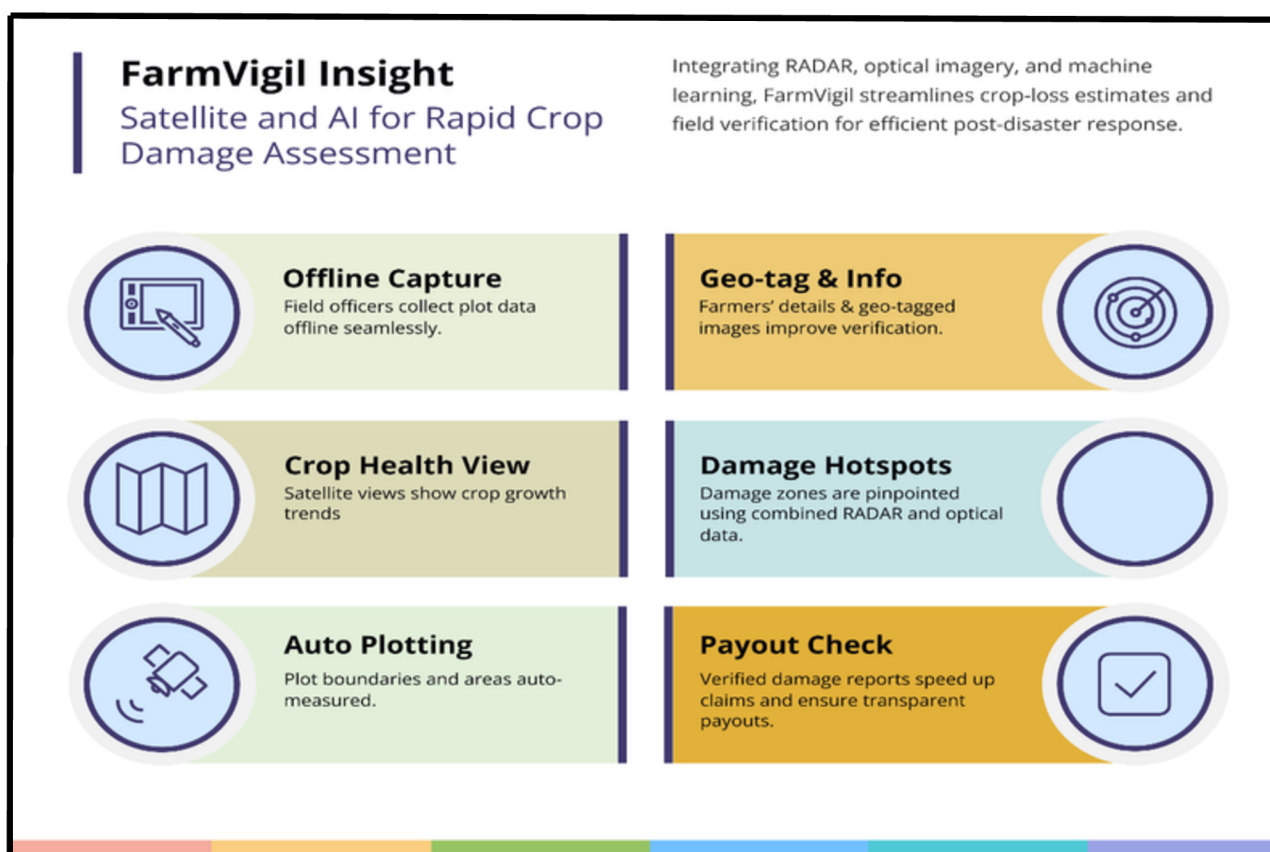 FarmVigil Insight
Satellite and AI for Rapid Crop
Damage Assessment
Integrating RADAR, optical imagery, and machine
learning, FarmVigil streamlines crop-loss estimates and
field verification for efficient post-disaster response.
Offline Capture
Field officers collect plot data
offline seamlessly.
Geo-tag & Info
Farmers’ details & geo-tagged
images improve verification.
Crop Health View
Satellite views show crop growth
trends
Damage Hotspots
Damage zones are pinpointed
using combined RADAR and optical
data.
Auto Plotting
Plot boundaries and areas auto-
measured.
Payout Check
Verified damage reports speed up
claims and ensure transparent
payouts.